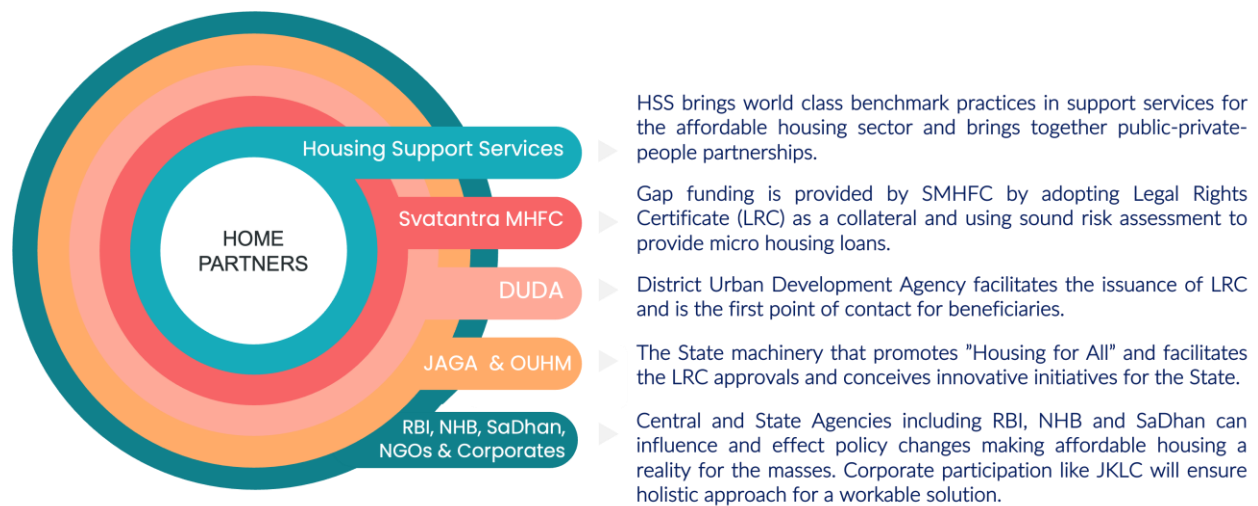 HOME
PARTNERS
Housing Support Services
HSS brings world class benchmark practices in support services for
the affordable housing sector and brings together public-private-
people partnerships.
Svatantra MHFC
Gap funding is provided by SMHFC by adopting Legal Rights
Certificate (LRC) as a collateral and using sound risk assessment to
provide micro housing loans.
DUDA
District Urban Development Agency facilitates the issuance of LRC
and is the first point of contact for beneficiaries.
JAGA & OUHM
The State machinery that promotes ”Housing for All” and facilitates
the LRC approvals and conceives innovative initiatives for the State.
RBI, NHB, SaDhan,
NGOs & Corporates
Central and State Agencies including RBI, NHB and SaDhan can
influence and effect policy changes making affordable housing a
reality for the masses. Corporate participation like JKLC will ensure
holistic approach for a workable solution.